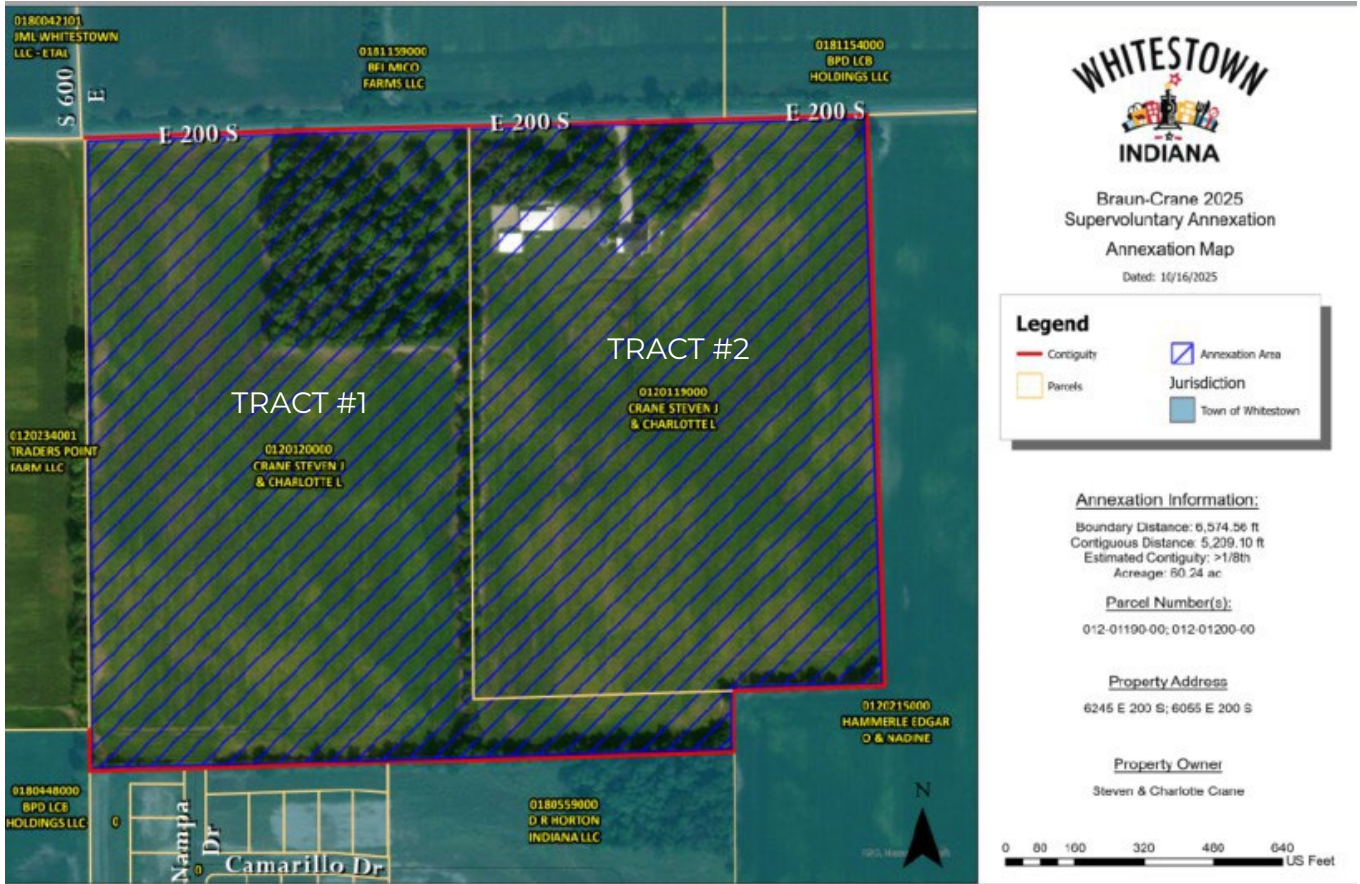 0180042101
JML WHITESTOWN
LLC - ETAL
S 600
E
0181159000
BELMICO
FARMS LLC
0181154000
BPD LCB
HOLDINGS LLC
E 200 S
E 200 S
E 200 S
TRACT #1
0120120000
CRANE STEVEN J
& CHARLOTTE L
TRACT #2
0120119000
CRANE STEVEN J
& CHARLOTTE L
0120234001
TRADERS POINT
FARM LLC
0120215000
HAMMERLE EDGAR
O & NADINE
0180448000
BPD LCB
HOLDINGS LLC
0
0
Nampa
Dr
Camarillo Dr
0180559000
D R HORTON
INDIANA LLC
N
WHITESTOWN
INDIANA
Braun-Crane 2025
Supervoluntary Annexation
Annexation Map
Dated: 10/16/2025
Legend
Contiguity
Parcels
Annexation Area
Jurisdiction
Town of Whitestown
Annexation Information:
Boundary Distance: 6,574.56 ft
Contiguous Distance: 5,209.10 ft
Estimated Contiguity: >1/8th
Acreage: 60.24 ac
Parcel Number(s):
012-01190-00; 012-01200-00
Property Address
6245 E 200 S; 6055 E 200 S
Property Owner
Steven & Charlotte Crane
0 80 160 320 480 640
US Feet